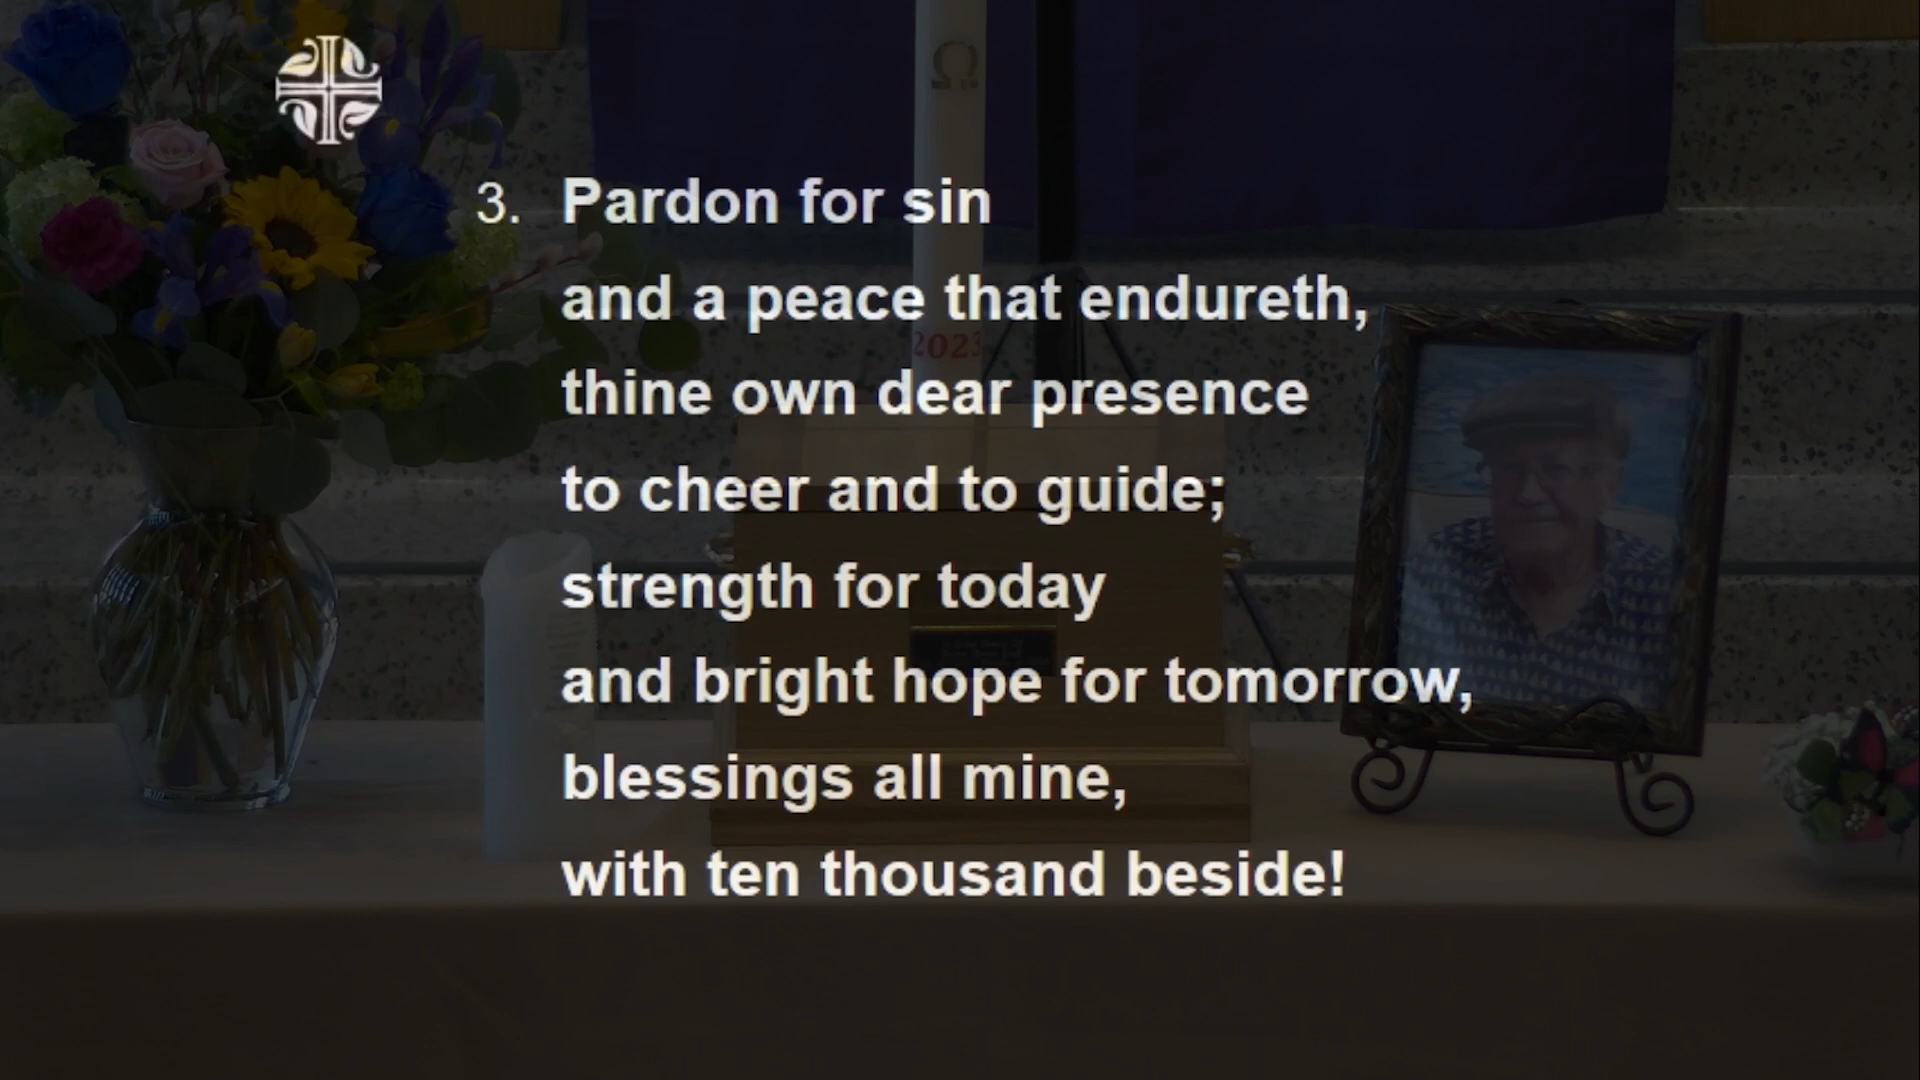 Ω
3. Pardon for sin
and a peace that endureth,
2023
thine own dear presence
to cheer and to guide;
strength for today
and bright hope for tomorrow,
blessings all mine,
with ten thousand beside!